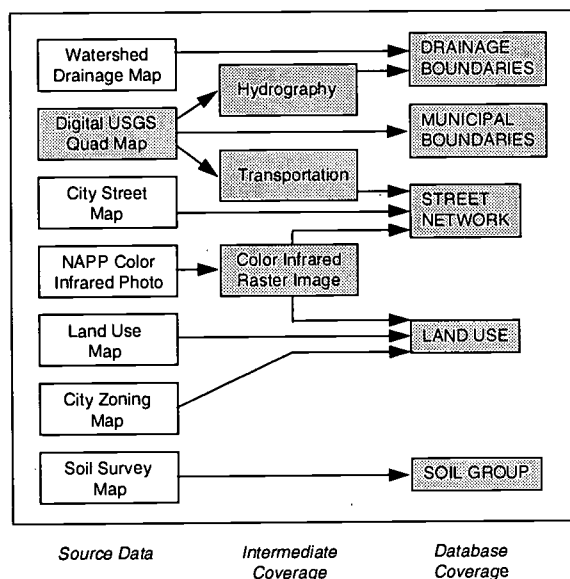 Watershed
Drainage Map
DRAINAGE
BOUNDARIES
Hydrography
Digital USGS
Quad Map
MUNICIPAL
BOUNDARIES
Transportation
City Street
Map
STREET
NETWORK
NAPP Color
Infrared Photo
Color Infrared
Raster Image
Land Use
Map
LAND USE
City Zoning
Map
Soil Survey
Map
SOIL GROUP
Source Data
Intermediate
Coverage
Database
Coverage